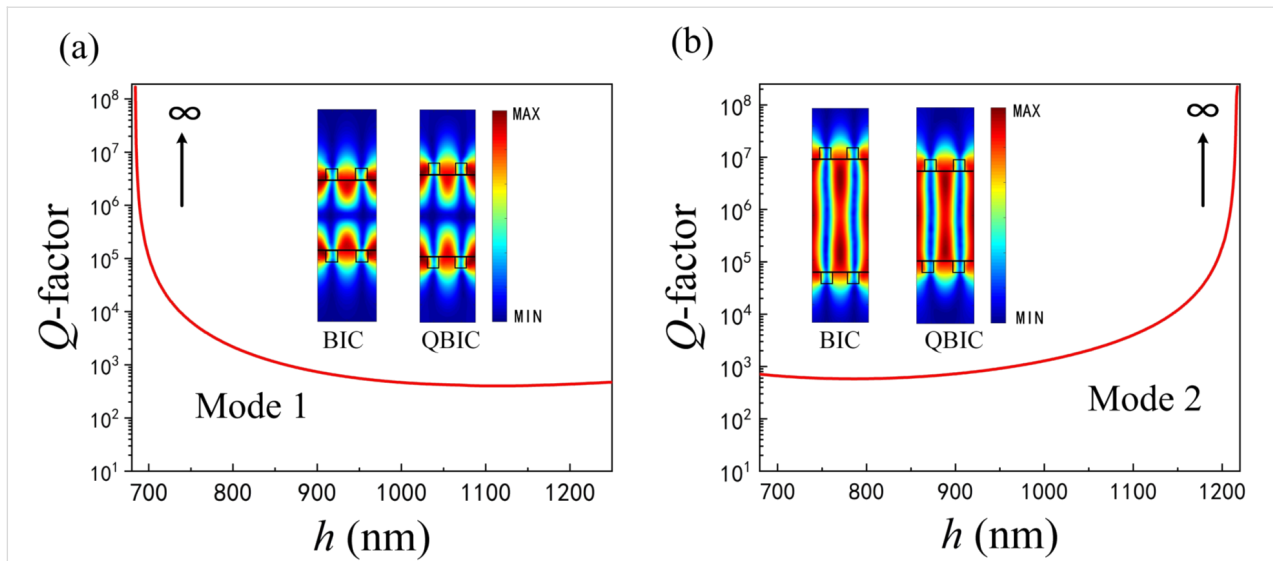 (a)
Q-factor
10⁸
10⁷
10⁶
10⁵
10⁴
10³
10²
10¹
∞
MAX
MIN
BIC
QBIC
Mode 1
700 800 900 1000 1100 1200
h (nm)
(b)
Q-factor
10⁸
10⁷
10⁶
10⁵
10⁴
10³
10²
10¹
MAX
MIN
BIC
QBIC
∞
Mode 2
700 800 900 1000 1100 1200
h (nm)